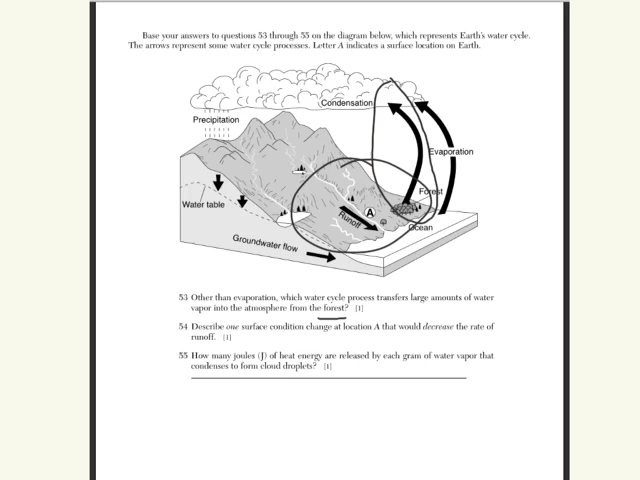 Base your answers to questions 53 through 55 on the diagram below, which represents Earth's water cycle.
The arrows represent some water cycle processes. Letter A indicates a surface location on Earth.
Condensation
Precipitation
Evaporation
Forest
Water table
A
Runoff
Ocean
Groundwater flow
53 Other than evaporation, which water cycle process transfers large amounts of water
vapor into the atmosphere from the forest? [1]
54 Describe one surface condition change at location A that would decrease the rate of
runoff. [1]
55 How many joules (J) of heat energy are released by each gram of water vapor that
condenses to form cloud droplets? [1]